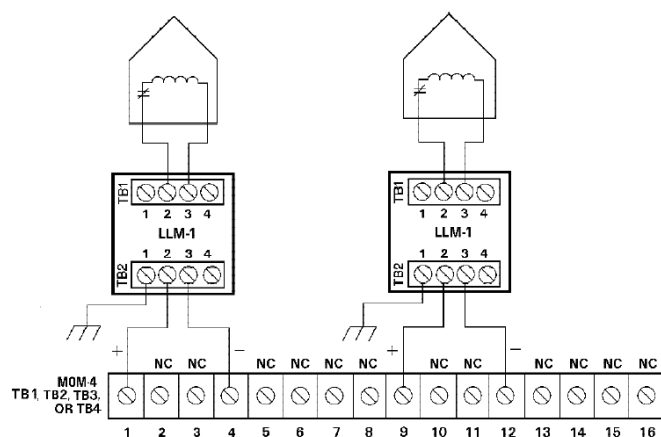 TB1
1 2 3 4
LLM-1
1 2 3 4
TB2
TB1
1 2 3 4
LLM-1
1 2 3 4
TB2
+ −
+ −
NC NC NC NC NC NC NC NC NC NC NC NC
MOM-4
TB1, TB2, TB3,
OR TB4
1 2 3 4 5 6 7 8 9 10 11 12 13 14 15 16